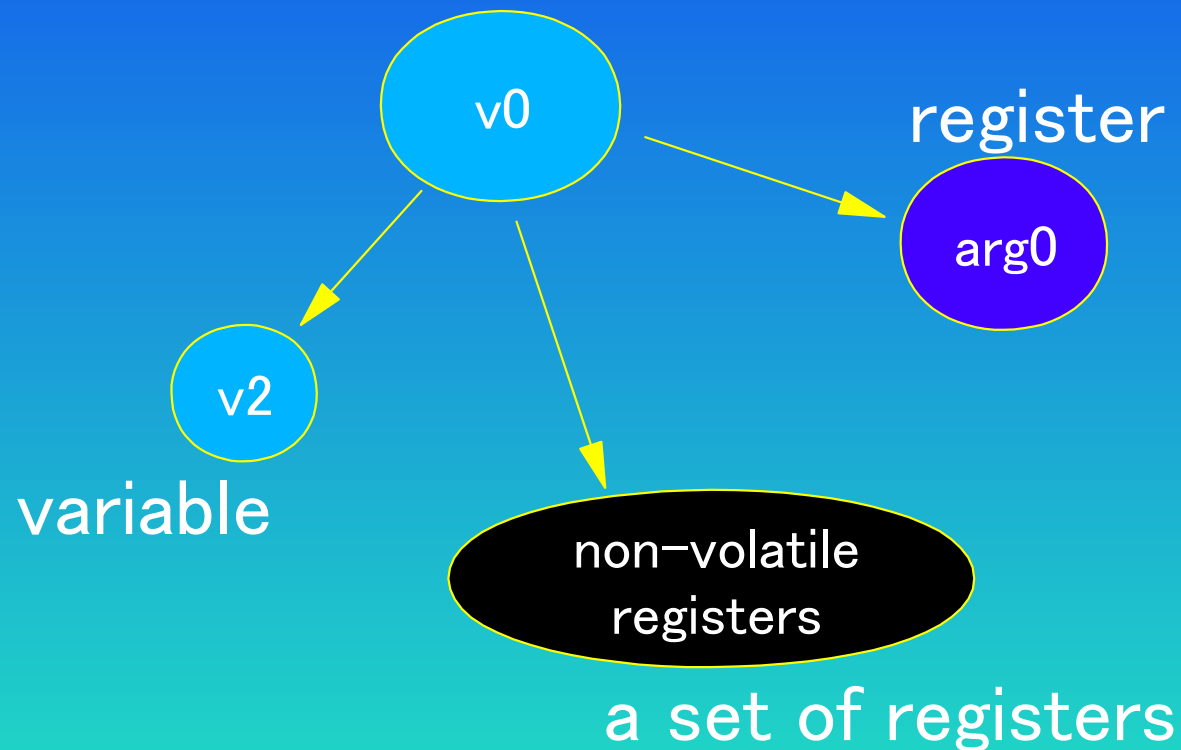 v0
register
arg0
v2
variable
non-volatile
registers
a set of registers